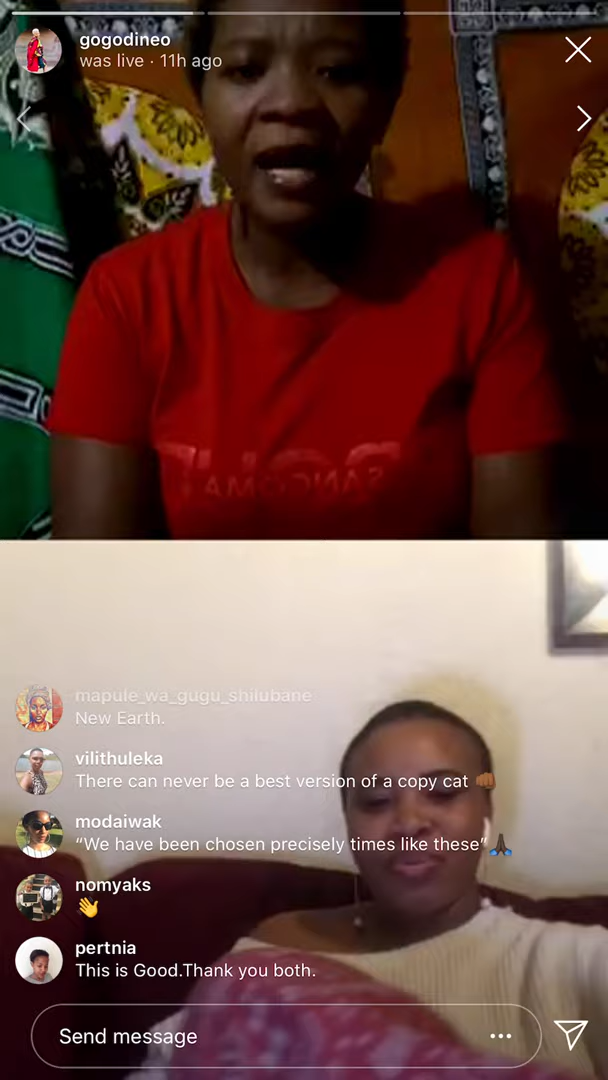 gogodineo
was live · 11h ago
SANGOMA
mapule_wa_gugu_shilubane
New Earth.
vilithuleka
There can never be a best version of a copy cat 👊🏾
modaiwak
“We have been chosen precisely times like these”🙏🏿
nomyaks
👋
pertnia
This is Good.Thank you both.
Send message